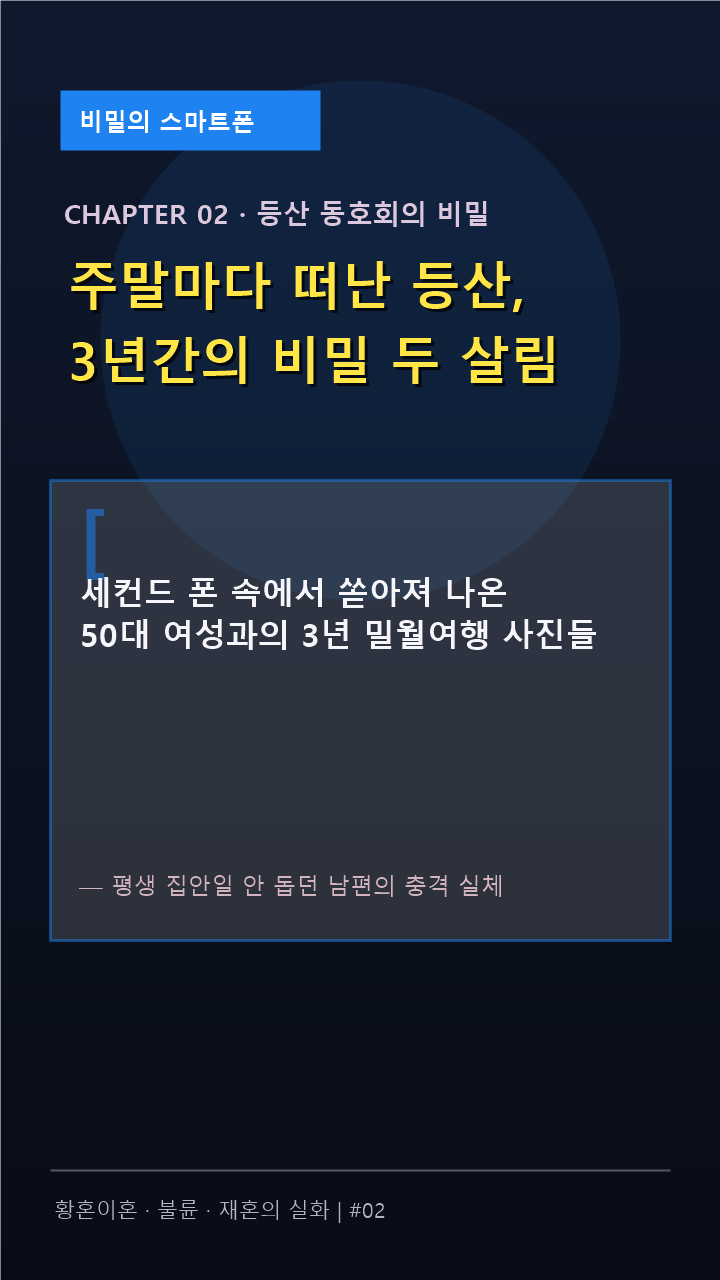 비밀의 스마트폰
CHAPTER 02 · 등산 동호회의 비밀
주말마다 떠난 등산,
3년간의 비밀 두 살림
[
세컨드 폰 속에서 쏟아져 나온
50대 여성과의 3년 밀월여행 사진들
— 평생 집안일 안 돕던 남편의 충격 실체
황혼이혼 · 불륜 · 재혼의 실화 | #02